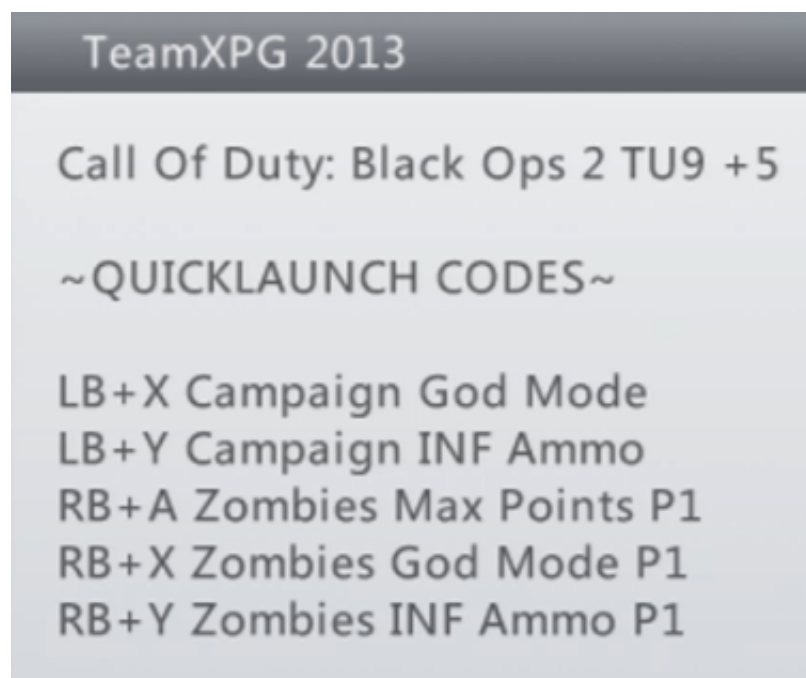 TeamXPG 2013
Call Of Duty: Black Ops 2 TU9 +5
~QUICKLAUNCH CODES~
LB+X Campaign God Mode
LB+Y Campaign INF Ammo
RB+A Zombies Max Points P1
RB+X Zombies God Mode P1
RB+Y Zombies INF Ammo P1